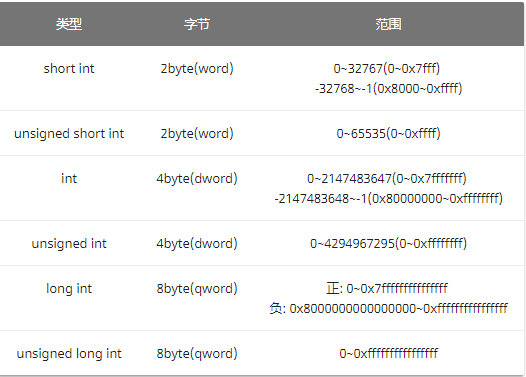 类型 字节 范围
short int 2byte(word) 0~32767(0~0x7fff)
-32768~-1(0x8000~0xffff)
unsigned short int 2byte(word) 0~65535(0~0xffff)
int 4byte(dword) 0~2147483647(0~0x7fffffff)
-2147483648~-1(0x80000000~0xffffffff)
unsigned int 4byte(dword) 0~4294967295(0~0xffffffff)
long int 8byte(qword) 正: 0~0x7fffffffffffffff
负: 0x8000000000000000~0xffffffffffffffff
unsigned long int 8byte(qword) 0~0xffffffffffffffff